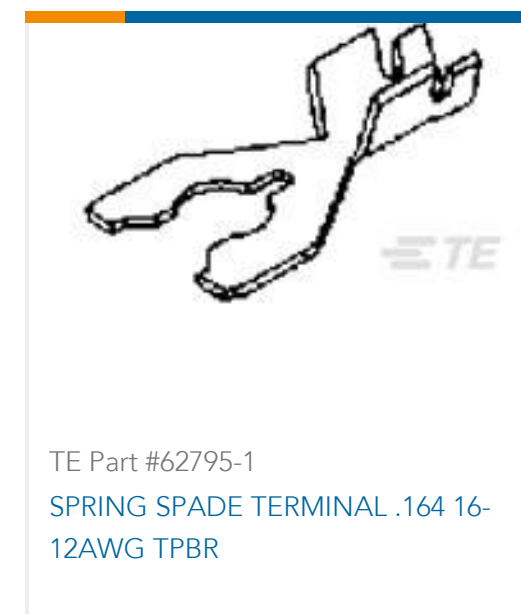 TE
TE Part #62795-1
SPRING SPADE TERMINAL .164 16-
12AWG TPBR